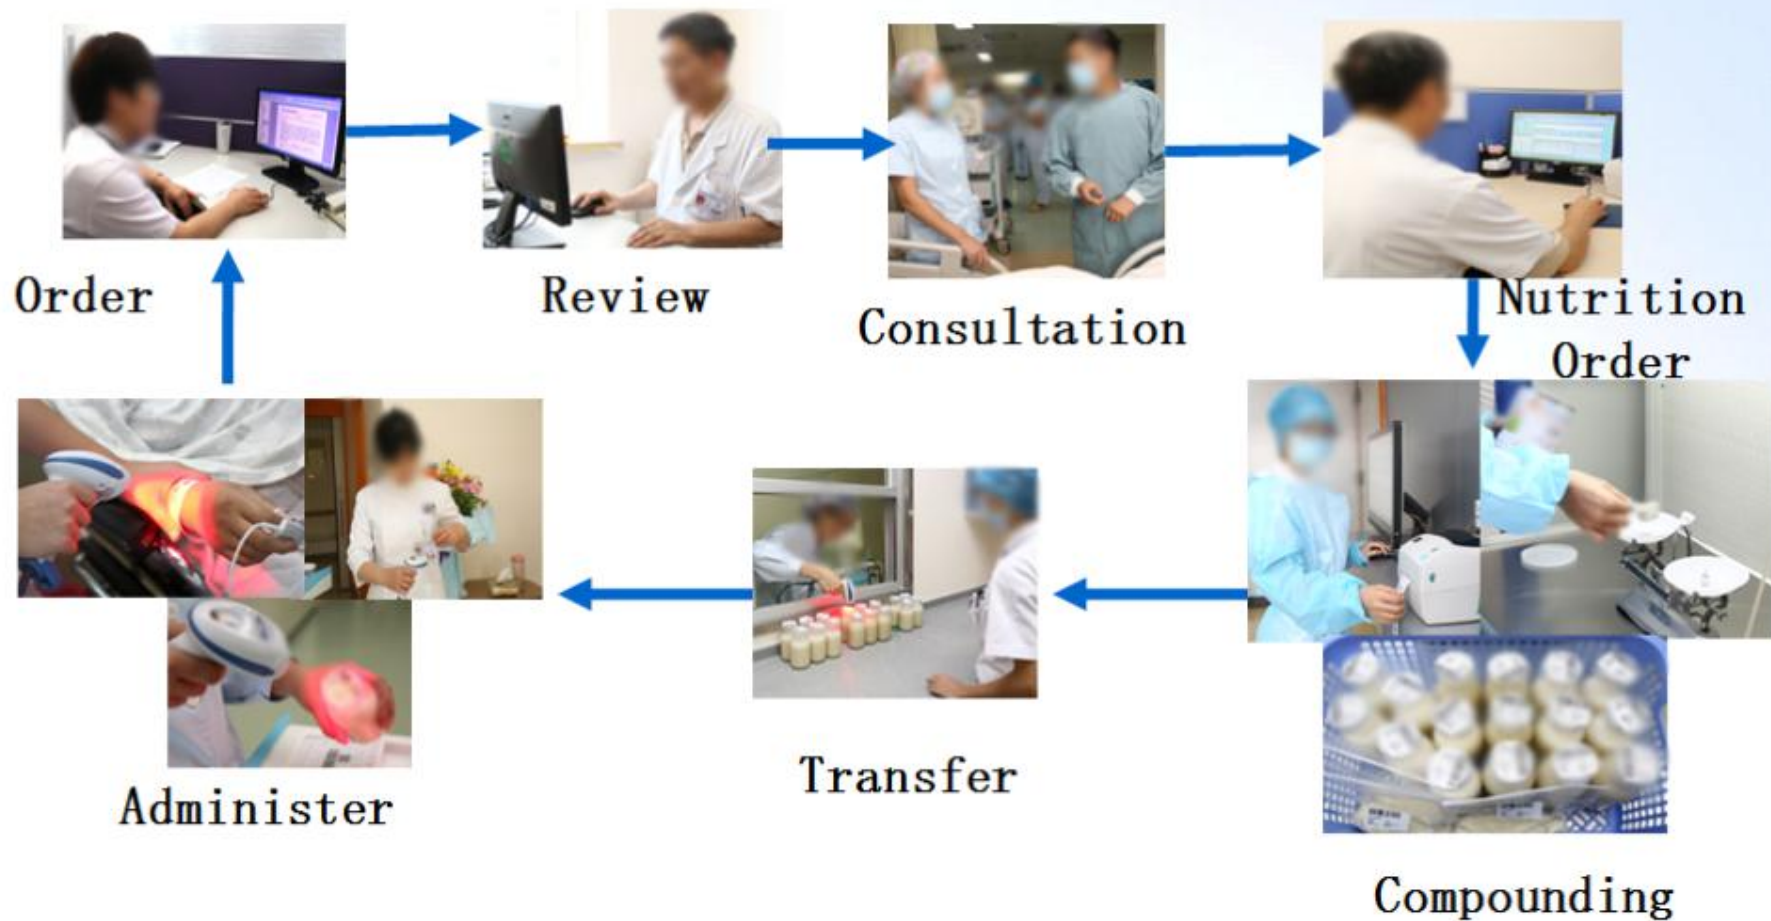 Order
Review
Consultation
Nutrition
Order
Compounding
Transfer
Administer